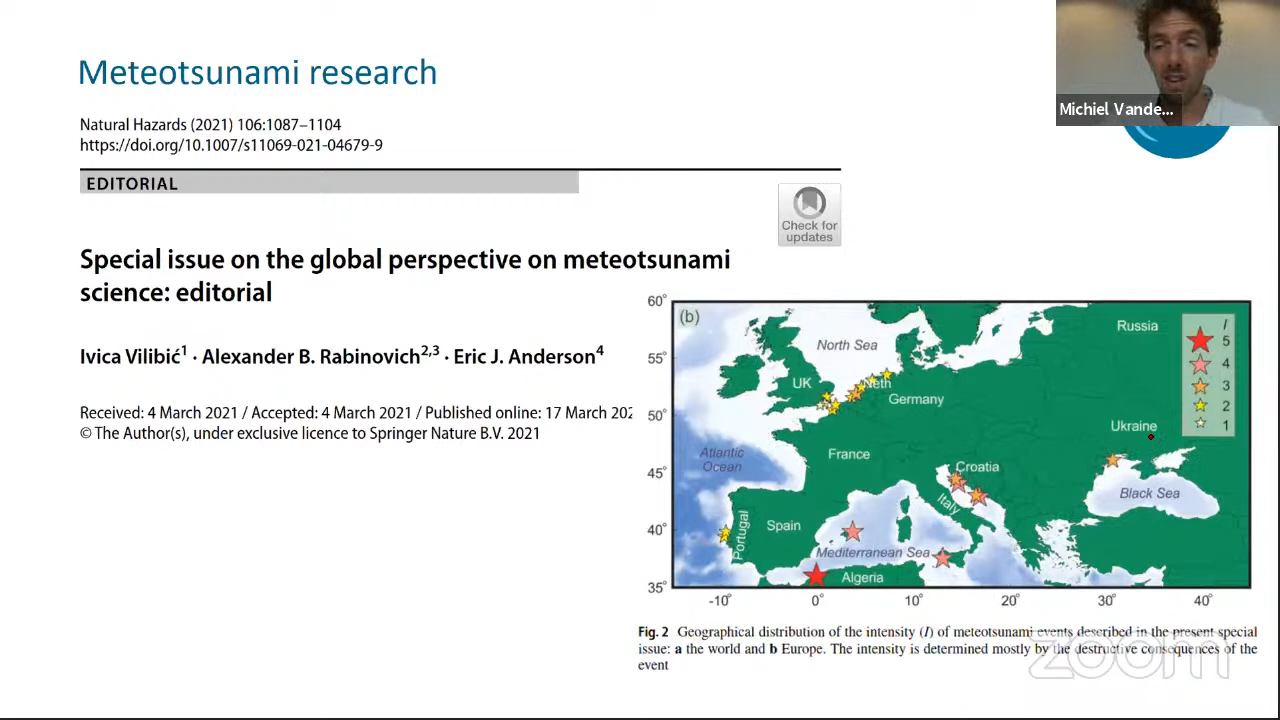 Meteotsunami research
Michiel Vande...
Natural Hazards (2021) 106:1087–1104
https://doi.org/10.1007/s11069-021-04679-9
EDITORIAL
Check for
updates
Special issue on the global perspective on meteotsunami
science: editorial
Ivica Vilibić1 · Alexander B. Rabinovich2,3 · Eric J. Anderson4
Received: 4 March 2021 / Accepted: 4 March 2021 / Published online: 17 March 202
© The Author(s), under exclusive licence to Springer Nature B.V. 2021
(b)
60°
55°
50°
45°
40°
35°
-10°
0°
10°
20°
30°
40°
Russia
North Sea
UK
Neth
Germany
Ukraine
Atlantic
Ocean
France
Croatia
Italy
Black Sea
Portugal
Spain
Mediterranean Sea
Algeria
I
5
4
3
2
1
Fig. 2 Geographical distribution of the intensity (I) of meteotsunami events described in the present special
issue: a the world and b Europe. The intensity is determined mostly by the destructive consequences of the
event
zoom